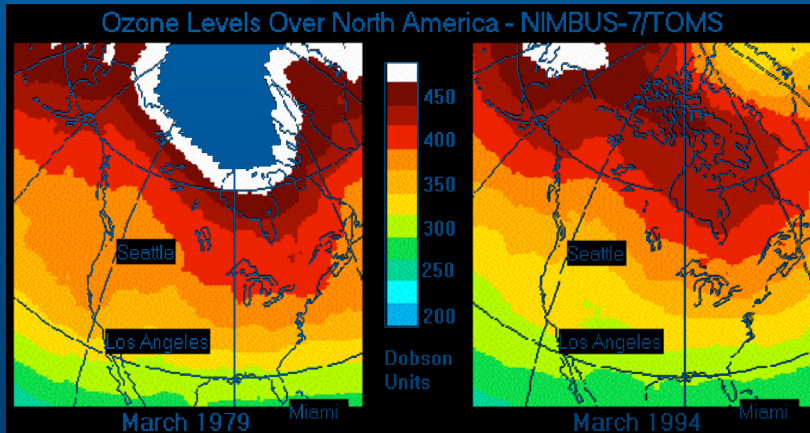 Ozone Levels Over North America - NIMBUS-7/TOMS
Seattle
Los Angeles
Miami
March 1979
450
400
350
300
250
200
Dobson
Units
Seattle
Los Angeles
Miami
March 1994